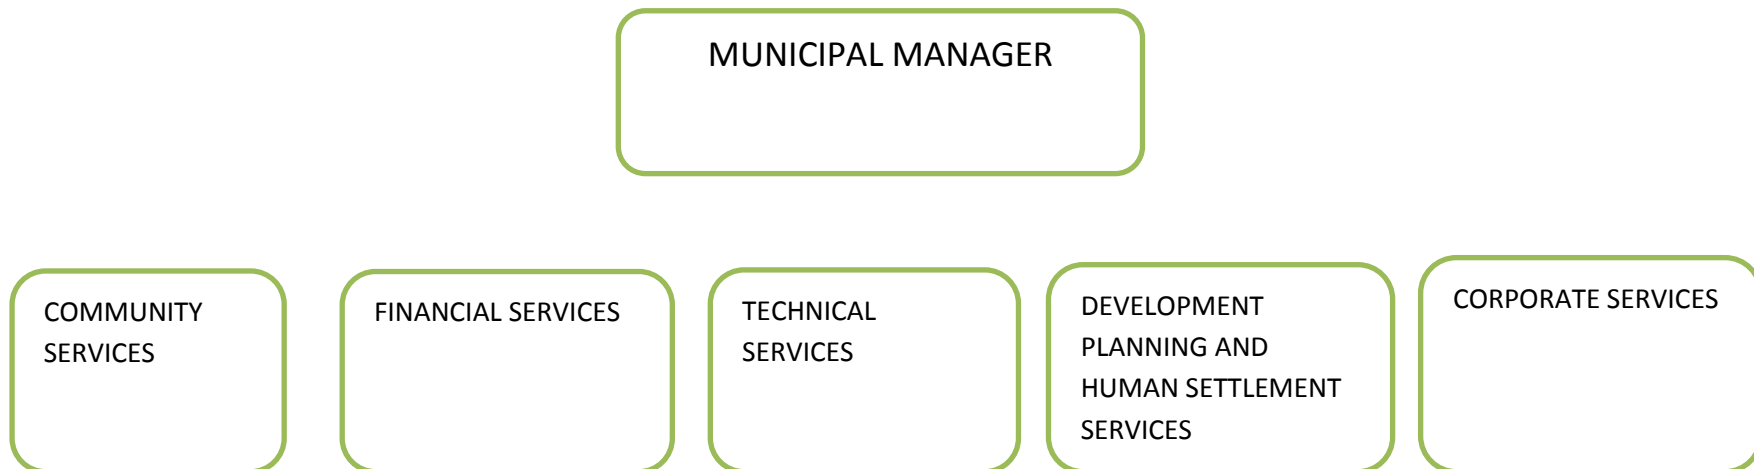 MUNICIPAL MANAGER
COMMUNITY
SERVICES
FINANCIAL SERVICES
TECHNICAL
SERVICES
DEVELOPMENT
PLANNING AND
HUMAN SETTLEMENT
SERVICES
CORPORATE SERVICES